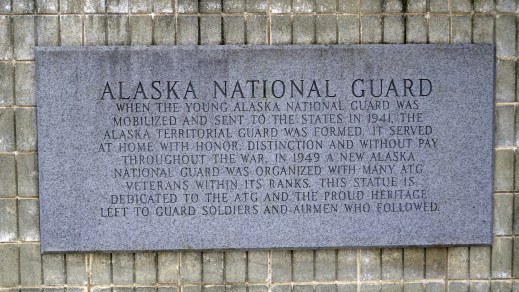 ALASKA NATIONAL GUARD
WHEN THE YOUNG ALASKA NATIONAL GUARD WAS
MOBILIZED AND SENT TO THE STATES IN 1941, THE
ALASKA TERRITORIAL GUARD WAS FORMED. IT SERVED
AT HOME WITH HONOR, DISTINCTION AND WITHOUT PAY
THROUGHOUT THE WAR. IN 1949 A NEW ALASKA
NATIONAL GUARD WAS ORGANIZED WITH MANY ATG
VETERANS WITHIN ITS RANKS. THIS STATUE IS
DEDICATED TO THE ATG AND THE PROUD HERITAGE
LEFT TO GUARD SOLDIERS AND AIRMEN WHO FOLLOWED.